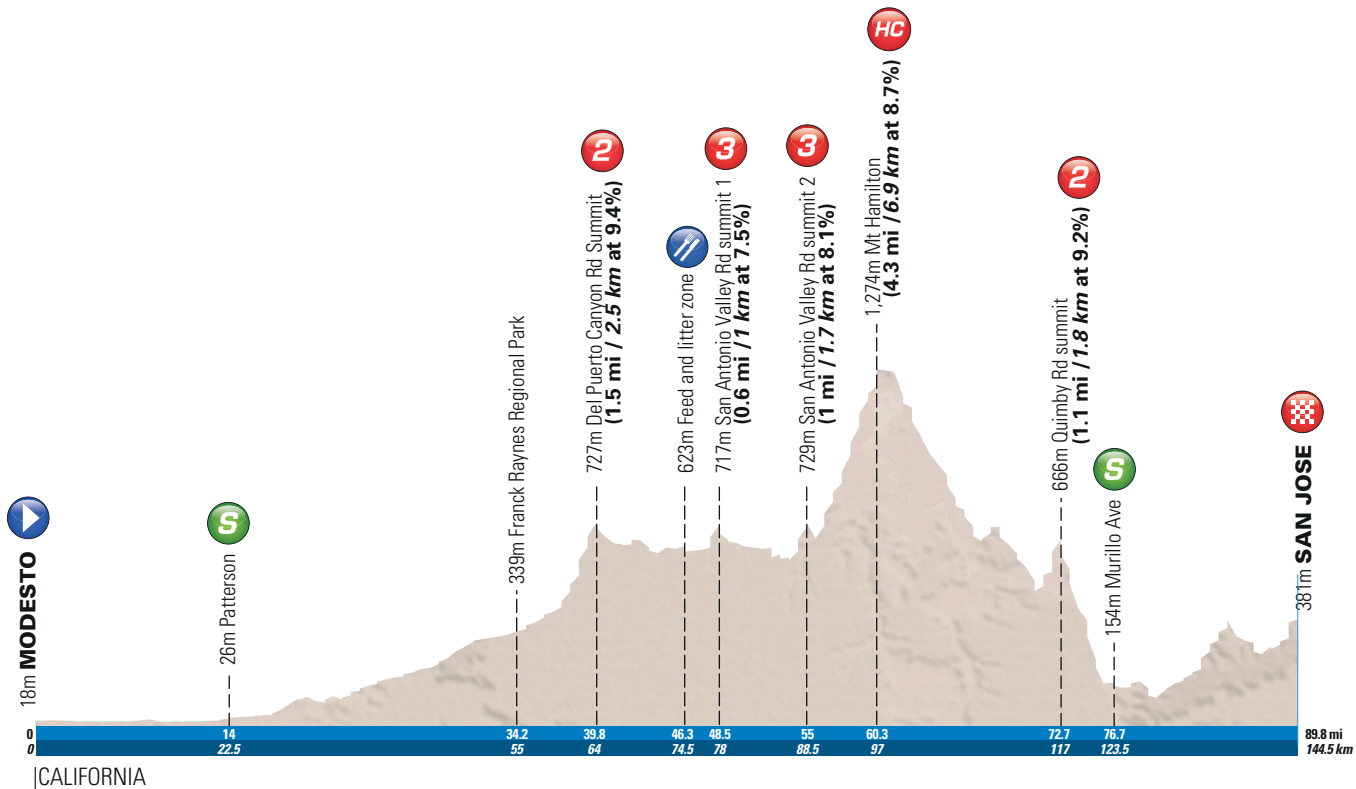 18m MODESTO
S
26m Patterson
339m Franck Raynes Regional Park
2
727m Del Puerto Canyon Rd Summit
(1.5 mi / 2.5 km at 9.4%)
623m Feed and litter zone
3
717m San Antonio Valley Rd summit 1
(0.6 mi / 1 km at 7.5%)
3
729m San Antonio Valley Rd summit 2
(1 mi / 1.7 km at 8.1%)
HC
1,274m Mt Hamilton
(4.3 mi / 6.9 km at 8.7%)
2
666m Quimby Rd summit
(1.1 mi / 1.8 km at 9.2%)
S
154m Murillo Ave
381m SAN JOSE
0 14 34.2 39.8 46.3 48.5 55 60.3 72.7 76.7 89.8 mi
0 22.5 55 64 74.5 78 88.5 97 117 123.5 144.5 km
|CALIFORNIA